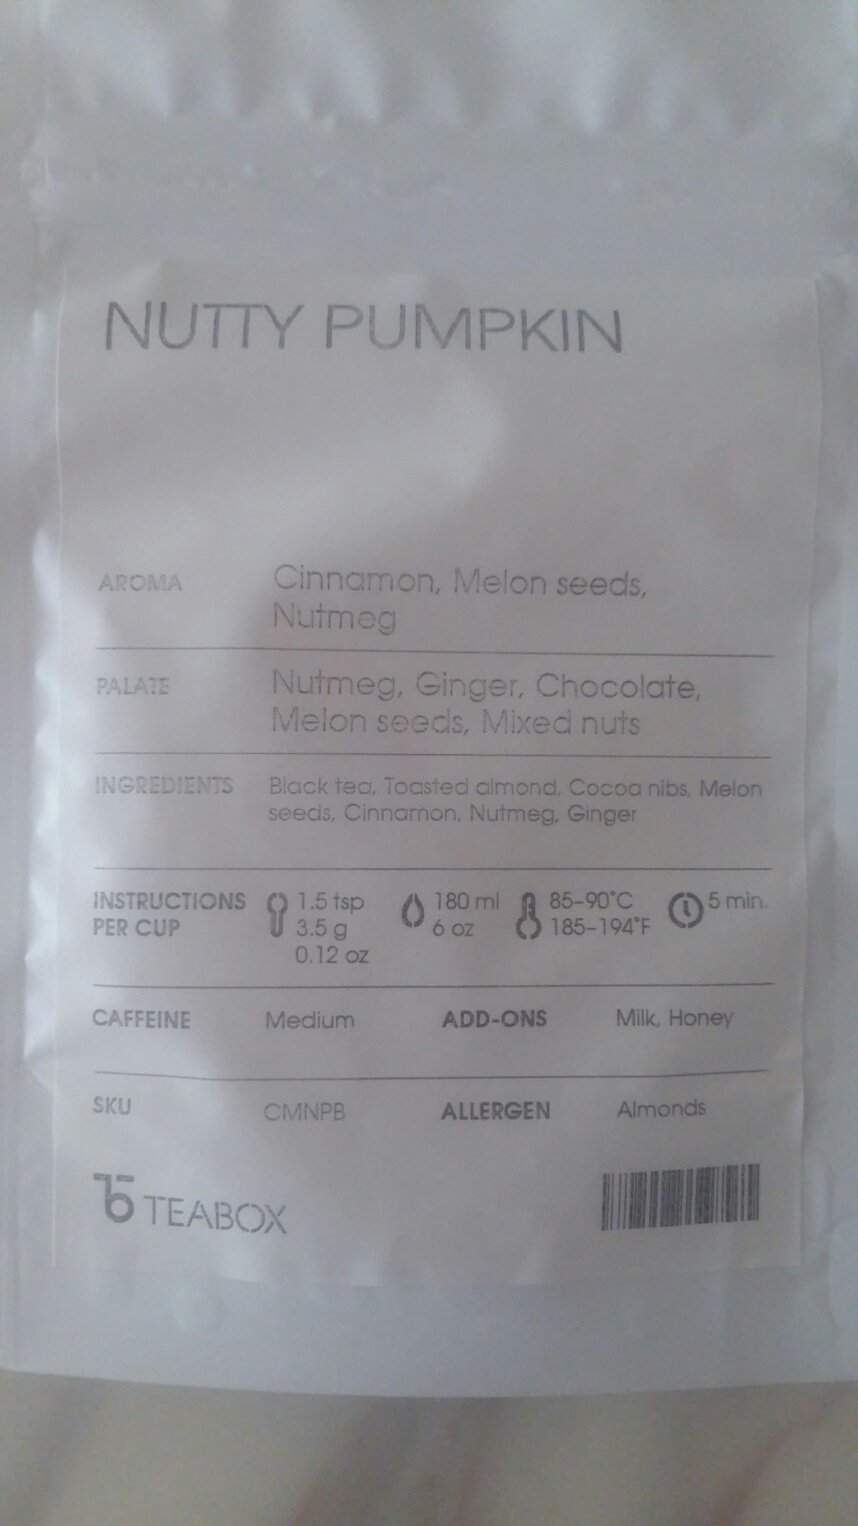 NUTTY PUMPKIN
AROMA Cinnamon, Melon seeds,
Nutmeg
PALATE Nutmeg, Ginger, Chocolate,
Melon seeds, Mixed nuts
INGREDIENTS Black tea, Toasted almond, Cocoa nibs, Melon
seeds, Cinnamon, Nutmeg, Ginger
INSTRUCTIONS 1.5 tsp 180 ml 85-90°C 5 min.
PER CUP 3.5 g 6 oz 185-194°F
0.12 oz
CAFFEINE Medium ADD-ONS Milk, Honey
SKU CMNPB ALLERGEN Almonds
TEABOX